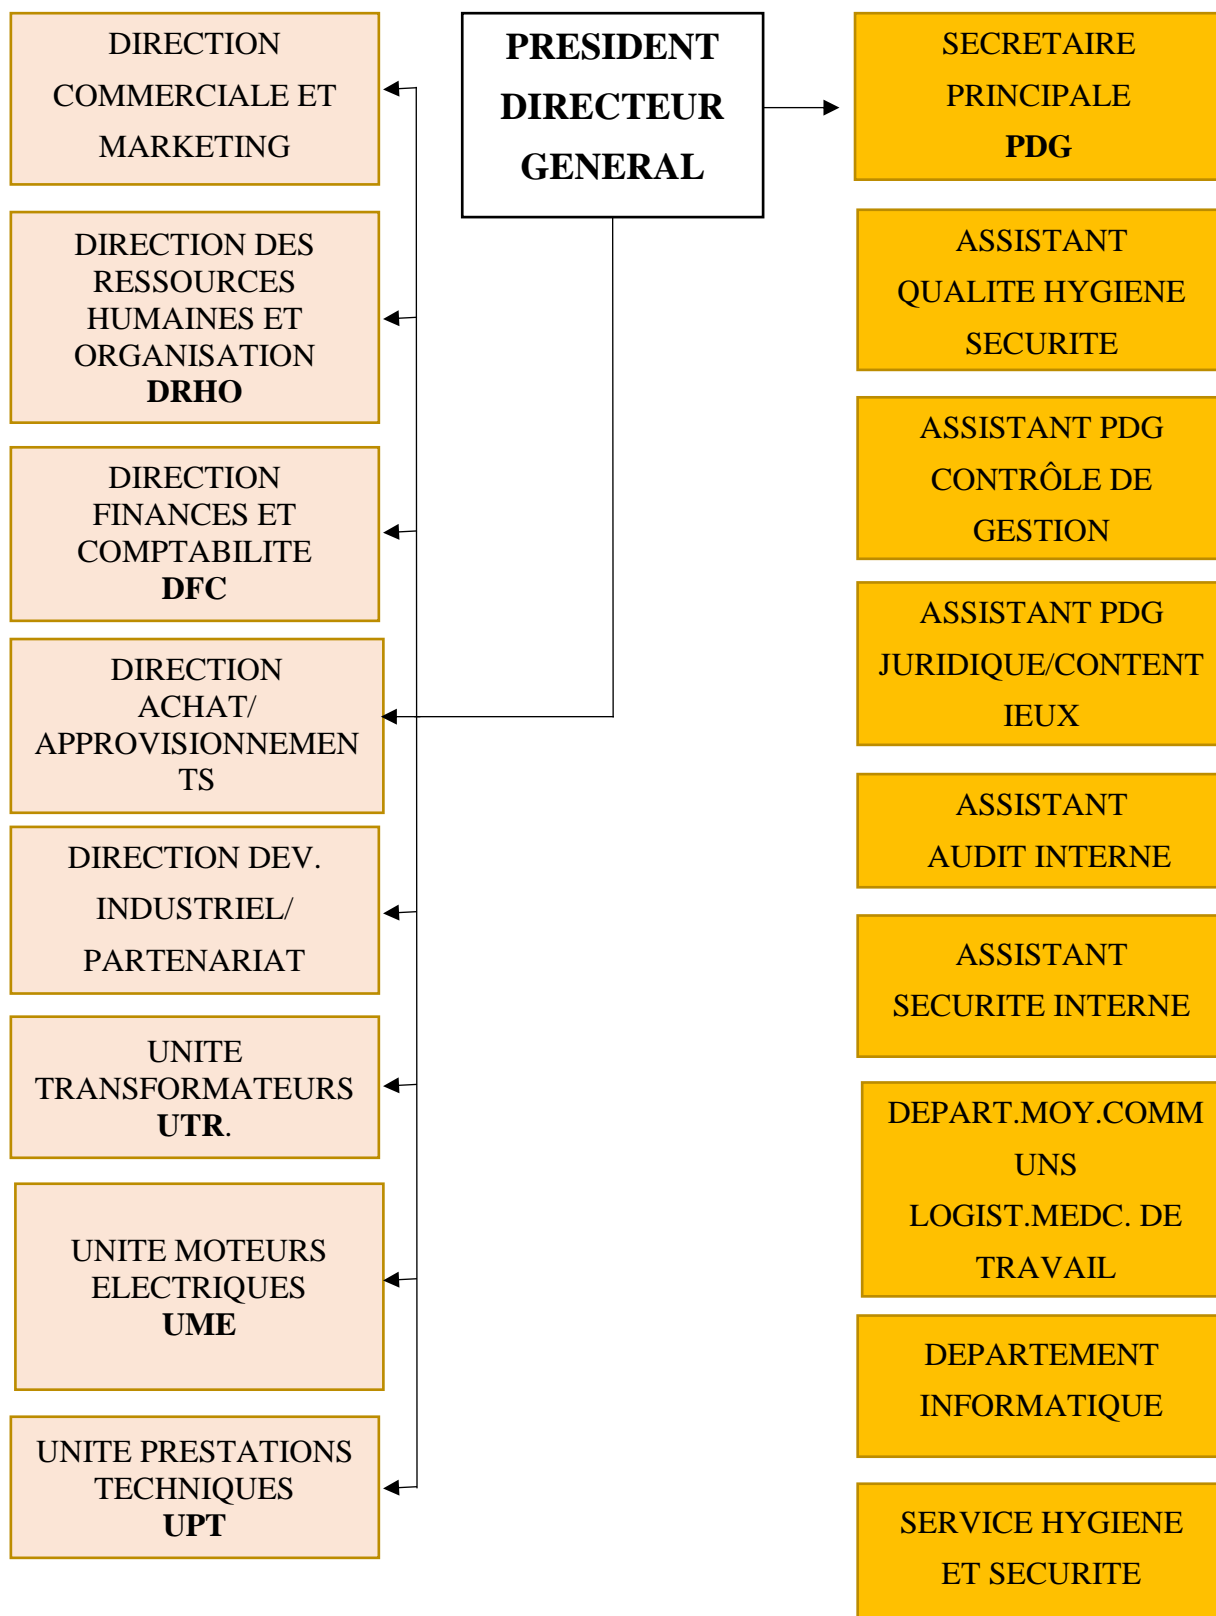 DIRECTION
COMMERCIALE ET
MARKETING
DIRECTION DES
RESSOURCES
HUMAINES ET
ORGANISATION
DRHO
DIRECTION
FINANCES ET
COMPTABILITE
DFC
DIRECTION
ACHAT/
APPROVISIONNEMEN
TS
DIRECTION DEV.
INDUSTRIEL/
PARTENARIAT
UNITE
TRANSFORMATEURS
UTR.
UNITE MOTEURS
ELECTRIQUES
UME
UNITE PRESTATIONS
TECHNIQUES
UPT
PRESIDENT
DIRECTEUR
GENERAL
SECRETAIRE
PRINCIPALE
PDG
ASSISTANT
QUALITE HYGIENE
SECURITE
ASSISTANT PDG
CONTRÔLE DE
GESTION
ASSISTANT PDG
JURIDIQUE/CONTENT
IEUX
ASSISTANT
AUDIT INTERNE
ASSISTANT
SECURITE INTERNE
DEPART.MOY.COMM
UNS
LOGIST.MEDC. DE
TRAVAIL
DEPARTEMENT
INFORMATIQUE
SERVICE HYGIENE
ET SECURITE